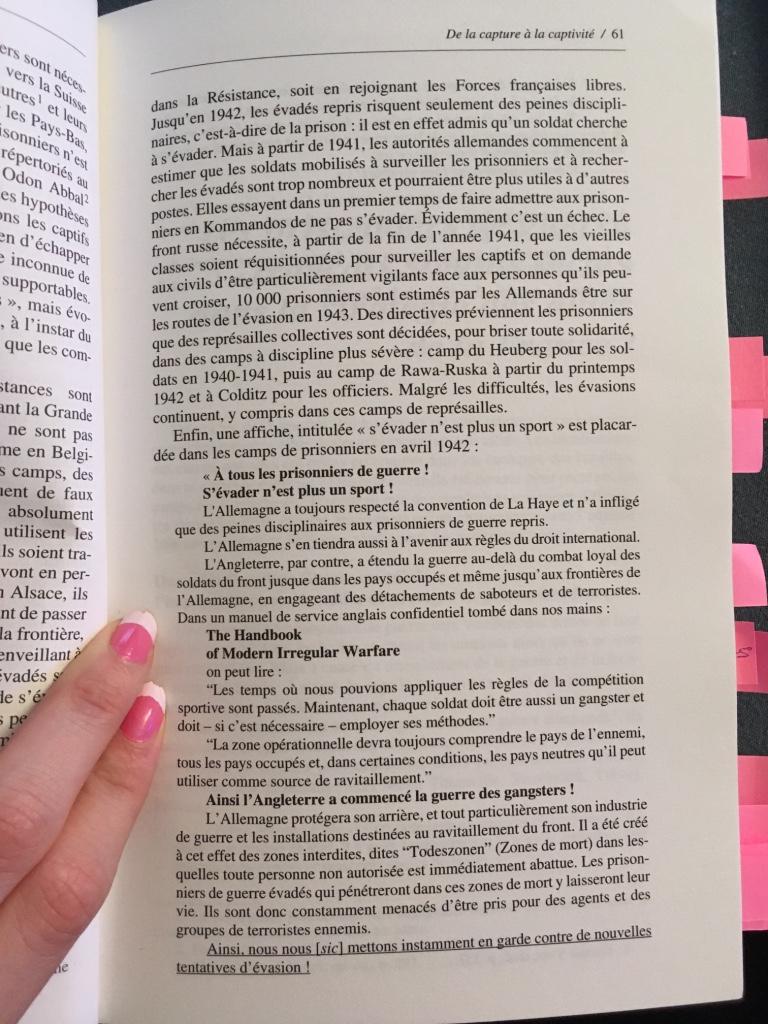 ers sont néces-
vers la Suisse
utres¹ et leurs
les Pays-Bas,
isonniers n'est
répertoriés au
Odon Abbal²
es hypothèses
ons les captifs
en d'échapper
e inconnue de
supportables.
», mais évo-
, à l'instar du
que les com-
stances sont
ant la Grande
ne sont pas
me en Belgi-
s camps, des
ent de faux
absolument
utilisent les
ls soient tra-
vont en per-
Alsace, ils
nt de passer
la frontière,
enveillant à
évadés
De la capture à la captivité / 61
dans la Résistance, soit en rejoignant les Forces françaises libres.
Jusqu'en 1942, les évadés repris risquent seulement des peines discipli-
naires, c'est-à-dire de la prison : il est en effet admis qu'un soldat cherche
à s'évader. Mais à partir de 1941, les autorités allemandes commencent à
estimer que les soldats mobilisés à surveiller les prisonniers et à recher-
cher les évadés sont trop nombreux et pourraient être plus utiles à d'autres
postes. Elles essayent dans un premier temps de faire admettre aux prison-
niers en Kommandos de ne pas s'évader. Évidemment c'est un échec. Le
front russe nécessite, à partir de la fin de l'année 1941, que les vieilles
classes soient réquisitionnées pour surveiller les captifs et on demande
aux civils d'être particulièrement vigilants face aux personnes qu'ils peu-
vent croiser, 10 000 prisonniers sont estimés par les Allemands être sur
les routes de l'évasion en 1943. Des directives préviennent les prisonniers
que des représailles collectives sont décidées, pour briser toute solidarité,
dans des camps à discipline plus sévère : camp du Heuberg pour les sol-
dats en 1940-1941, puis au camp de Rawa-Ruska à partir du printemps
1942 et à Colditz pour les officiers. Malgré les difficultés, les évasions
continuent, y compris dans ces camps de représailles.
Enfin, une affiche, intitulée « s'évader n'est plus un sport » est placar-
dée dans les camps de prisonniers en avril 1942 :
« À tous les prisonniers de guerre !
S'évader n'est plus un sport !
L'Allemagne a toujours respecté la convention de La Haye et n'a infligé
que des peines disciplinaires aux prisonniers de guerre repris.
L'Allemagne s'en tiendra aussi à l'avenir aux règles du droit international.
L'Angleterre, par contre, a étendu la guerre au-delà du combat loyal des
soldats du front jusque dans les pays occupés et même jusqu'aux frontières de
l'Allemagne, en engageant des détachements de saboteurs et de terroristes.
Dans un manuel de service anglais confidentiel tombé dans nos mains :
The Handbook
of Modern Irregular Warfare
on peut lire :
"Les temps où nous pouvions appliquer les règles de la compétition
sportive sont passés. Maintenant, chaque soldat doit être aussi un gangster et
doit – si c'est nécessaire – employer ses méthodes."
"La zone opérationnelle devra toujours comprendre le pays de l'ennemi,
tous les pays occupés et, dans certaines conditions, les pays neutres qu'il peut
utiliser comme source de ravitaillement."
Ainsi l'Angleterre a commencé la guerre des gangsters !
L'Allemagne protégera son arrière, et tout particulièrement son industrie
de guerre et les installations destinées au ravitaillement du front. Il a été créé
à cet effet des zones interdites, dites "Todeszonen" (Zones de mort) dans les-
quelles toute personne non autorisée est immédiatement abattue. Les prison-
niers de guerre évadés qui pénétreront dans ces zones de mort y laisseront leur
vie. Ils sont donc constamment menacés d'être pris pour des agents et des
groupes de terroristes ennemis.
Ainsi, nous nous [sic] mettons instamment en garde contre de nouvelles
tentatives d'évasion !